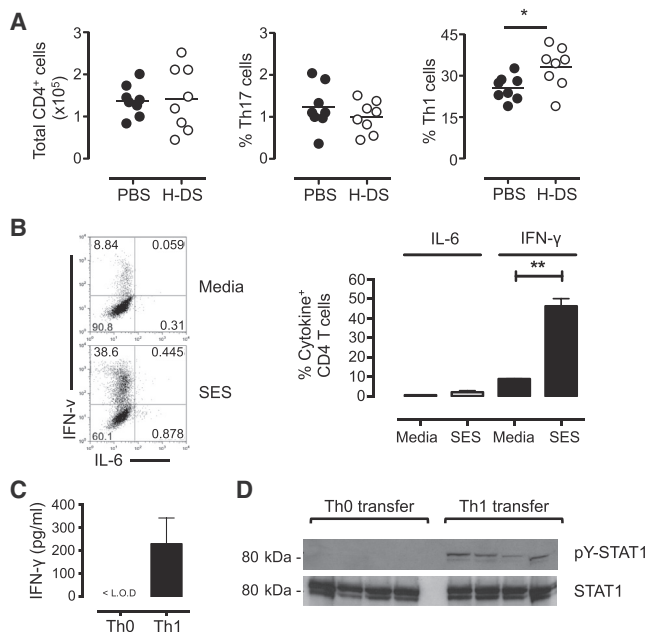 A
Total CD4⁺ cells
(x10⁵)
3
2
1
0
PBS H-DS
% Th17 cells
3
2
1
0
PBS H-DS
% Th1 cells
45
30
15
0
*
PBS H-DS
B
8.84 0.059
90.8 0.31
Media
38.6 0.445
60.1 0.878
SES
IFN-γ
IL-6
IL-6 IFN-γ
**
% Cytokine⁺
CD4 T cells
60
50
40
30
20
10
0
Media SES Media SES
C
IFN-γ (pg/ml)
400
300
200
100
0
< L.O.D
Th0 Th1
D
Th0 transfer Th1 transfer
80 kDa - pY-STAT1
80 kDa - STAT1